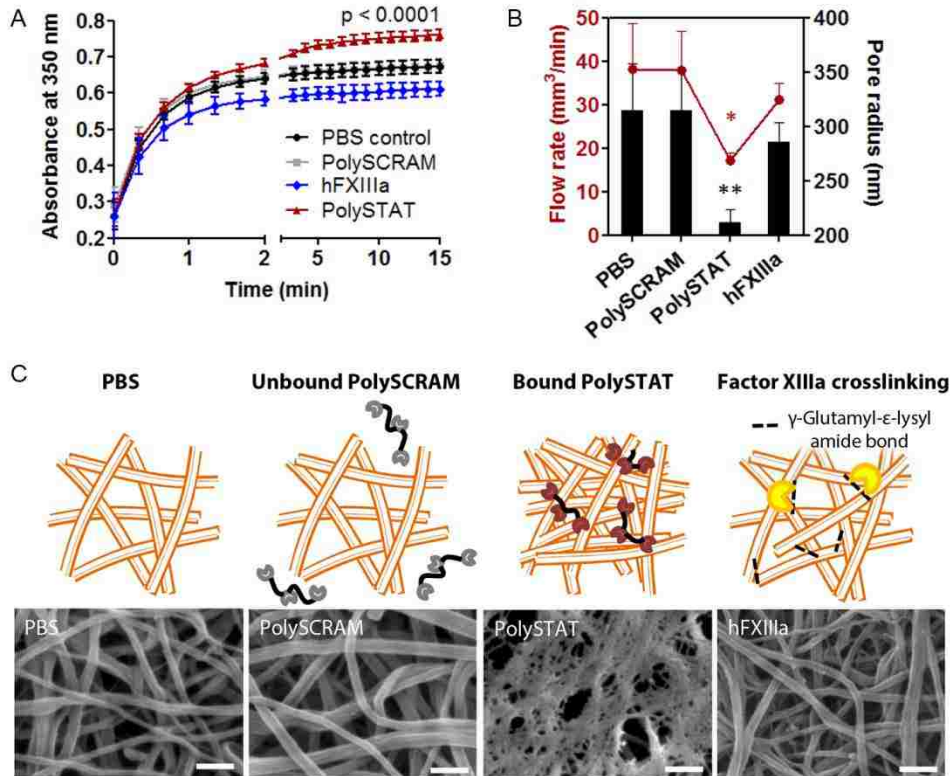 A
p < 0.0001
Absorbance at 350 nm
0.8
0.7
0.6
0.5
0.4
0.3
0.2
PBS control
PolySCRAM
hFXIIIa
PolySTAT
0 1 2 5 10 15
Time (min)
B
Flow rate (mm³/min)
50
40
30
20
10
0
*
**
Pore radius (nm)
400
350
300
250
200
PBS
PolySCRAM
PolySTAT
hFXIIIa
C
PBS
Unbound PolySCRAM
Bound PolySTAT
Factor XIIIa crosslinking
γ-Glutamyl-ε-lysyl
amide bond
PBS
PolySCRAM
PolySTAT
hFXIIIa